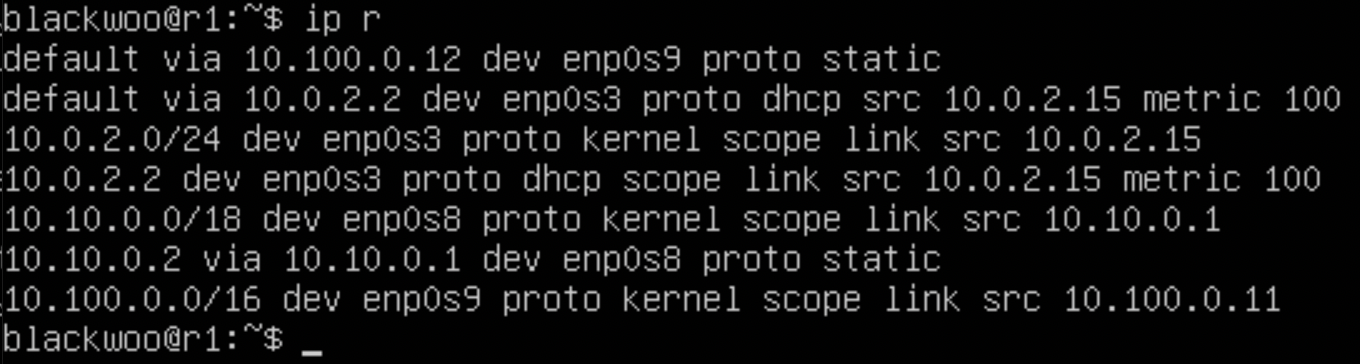 blackwoo@r1:~$ ip r
default via 10.100.0.12 dev enp0s9 proto static
default via 10.0.2.2 dev enp0s3 proto dhcp src 10.0.2.15 metric 100
10.0.2.0/24 dev enp0s3 proto kernel scope link src 10.0.2.15
10.0.2.2 dev enp0s3 proto dhcp scope link src 10.0.2.15 metric 100
10.10.0.0/18 dev enp0s8 proto kernel scope link src 10.10.0.1
10.10.0.2 via 10.10.0.1 dev enp0s8 proto static
10.100.0.0/16 dev enp0s9 proto kernel scope link src 10.100.0.11
blackwoo@r1:~$ _